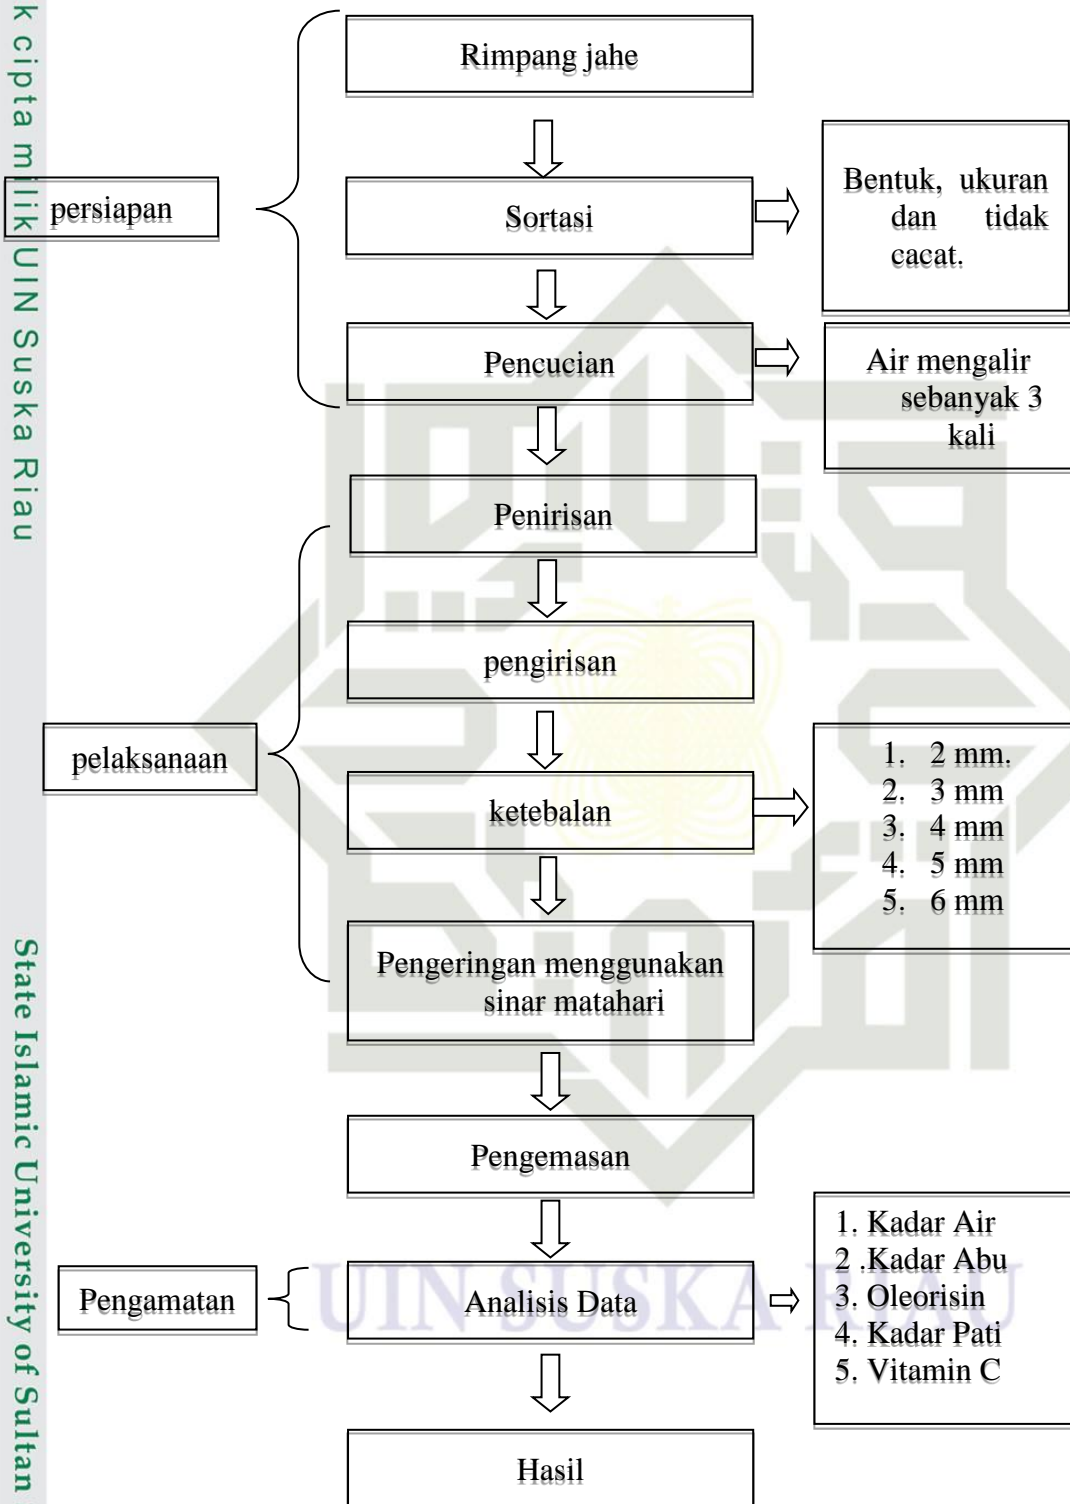 k cipta milik UIN Suska Riau
State Islamic University of Sultan
Rimpang jahe
persiapan
Sortasi
Bentuk, ukuran
dan tidak
cacat.
Pencucian
Air mengalir
sebanyak 3
kali
Penirisan
pengirisan
pelaksanaan
ketebalan
1. 2 mm.
2. 3 mm
3. 4 mm
4. 5 mm
5. 6 mm
Pengeringan menggunakan
sinar matahari
Pengemasan
Pengamatan
Analisis Data
1. Kadar Air
2 .Kadar Abu
3. Oleorisin
4. Kadar Pati
5. Vitamin C
UIN SUSKA RIAU
Hasil